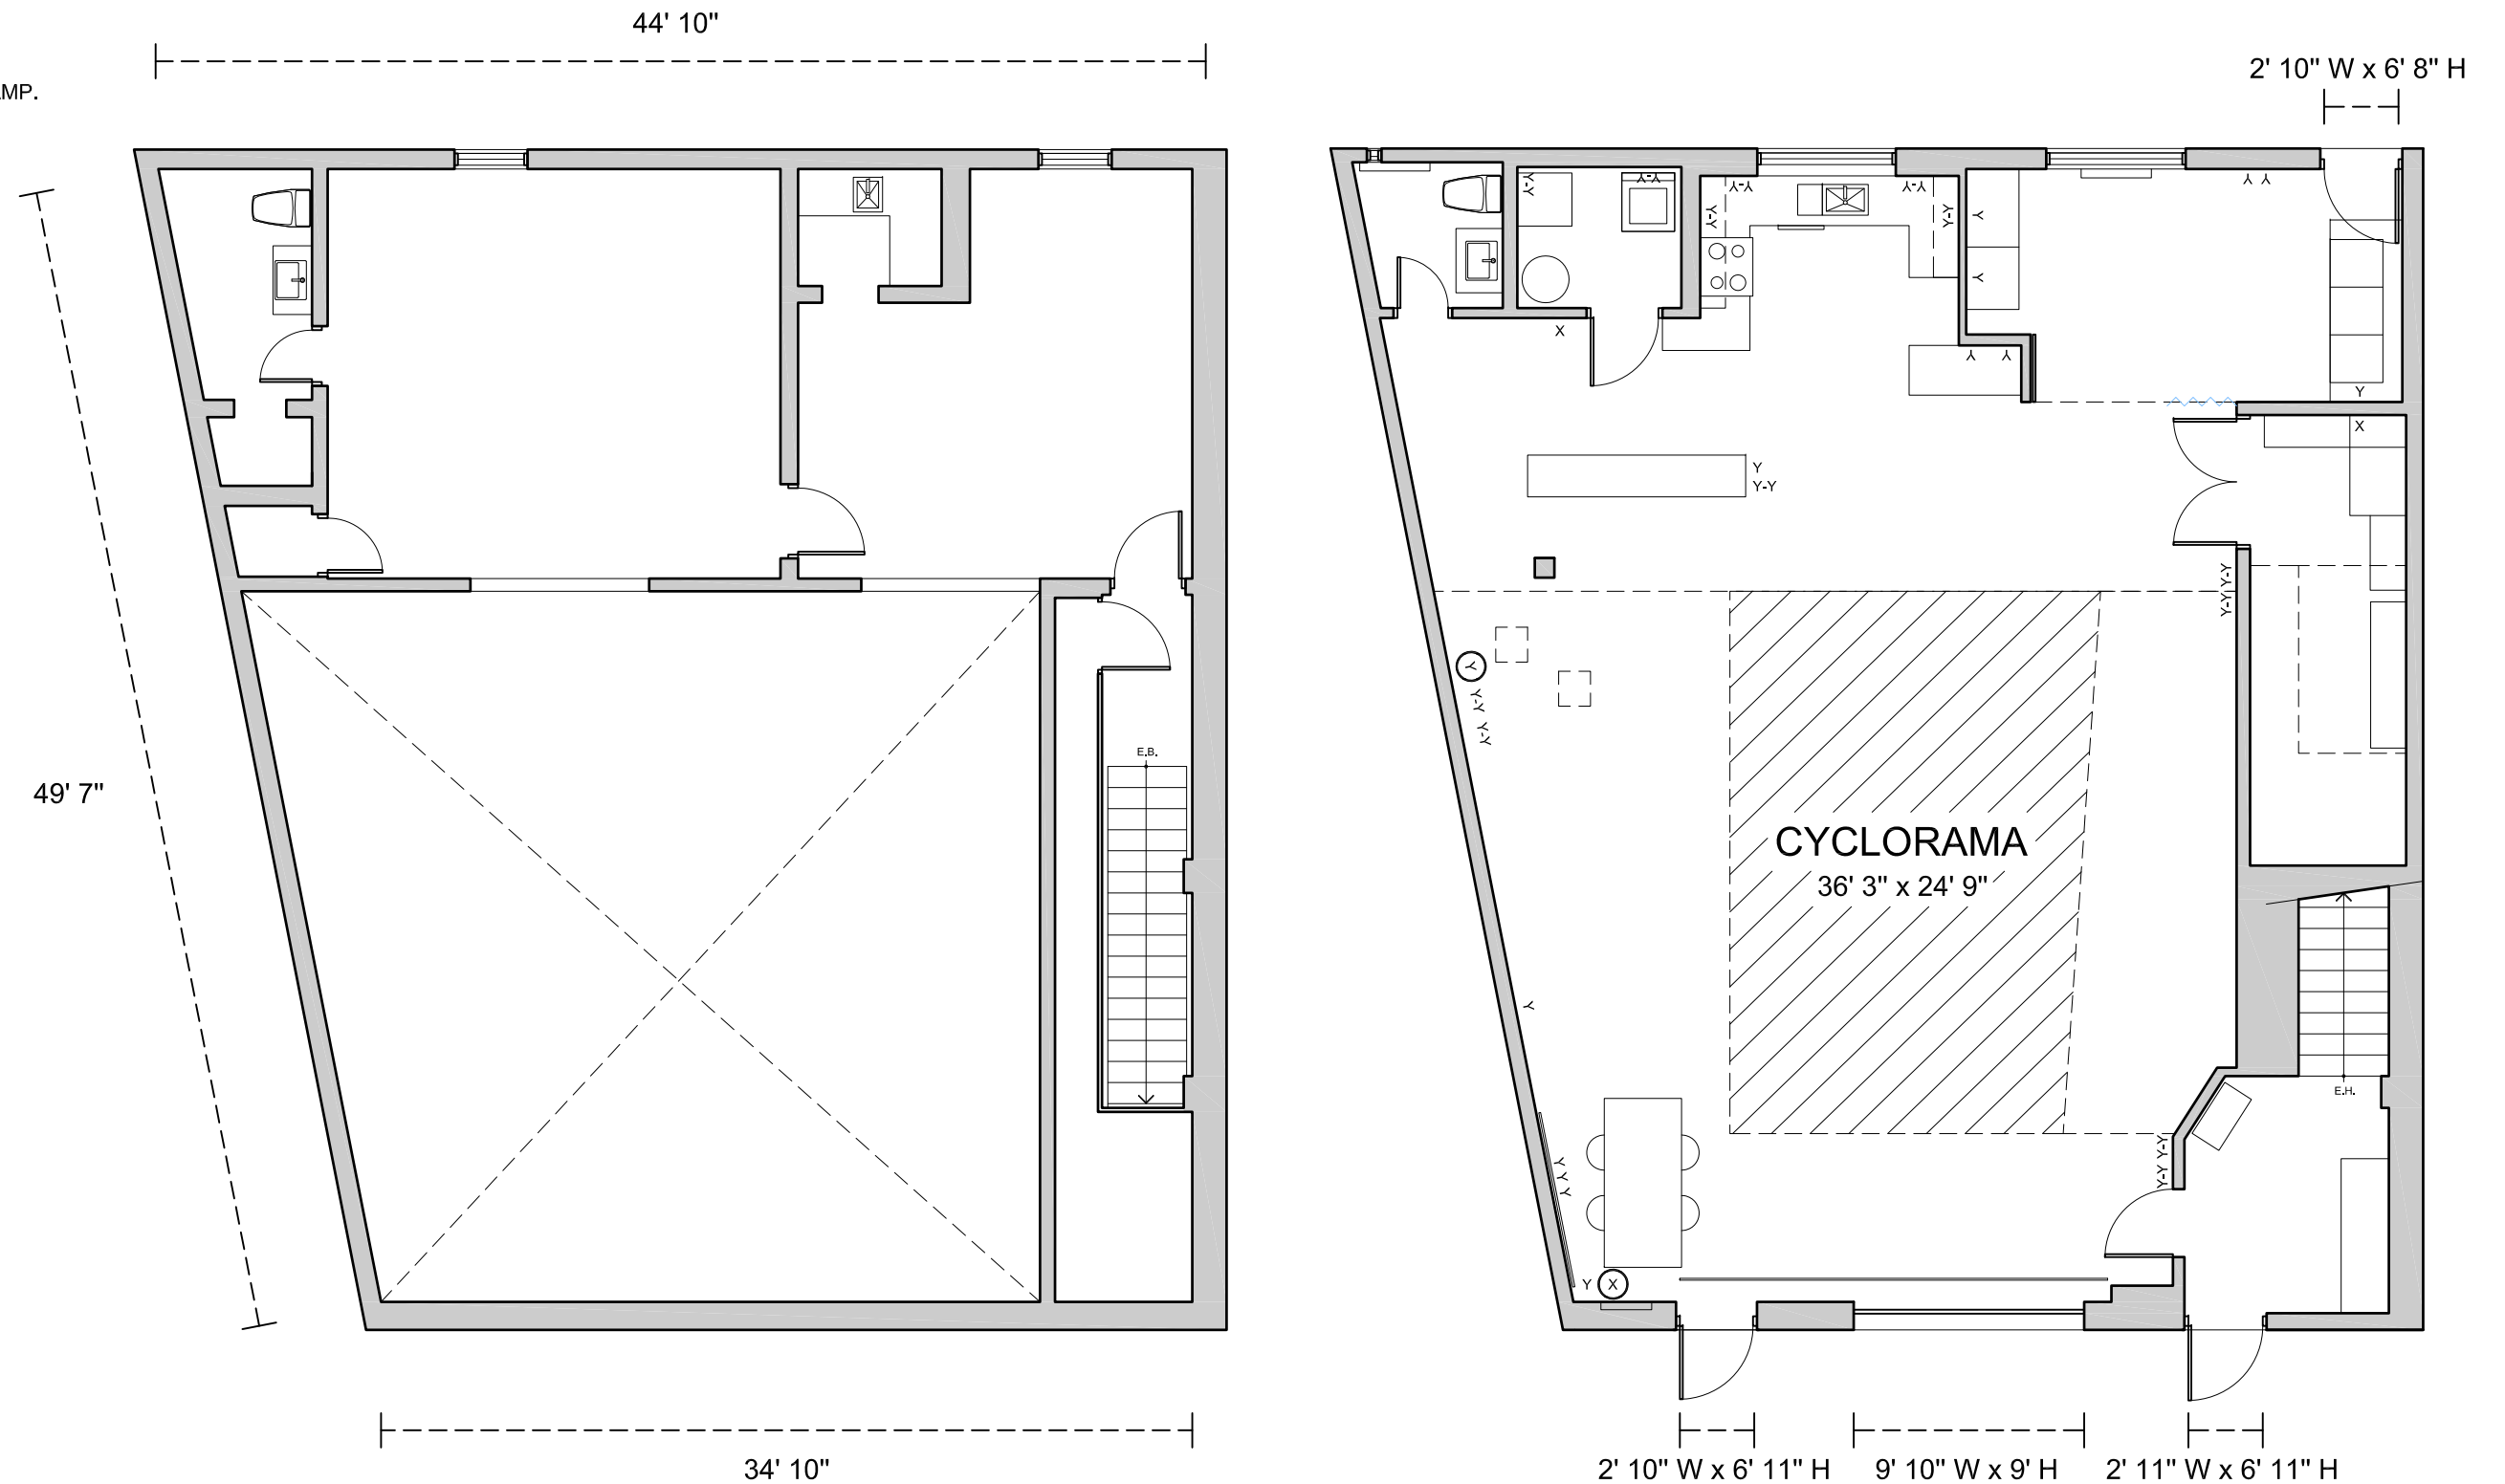 44' 10"
2' 10" W x 6' 8" H
MP.
Y-Y
Y-Y
Y-Y
Y-Y
Y Y
Y-Y
Y-Y
Y
Y
X
Y Y
Y
X
Y
Y-Y
Y-Y Y-Y
Y
Y-Y Y-Y
E.B.
49' 7"
CYCLORAMA
36' 3" x 24' 9"
Y
E.H.
Y-Y Y-Y
Y Y Y
Y X
34' 10"
2' 10" W x 6' 11" H
9' 10" W x 9' H
2' 11" W x 6' 11" H